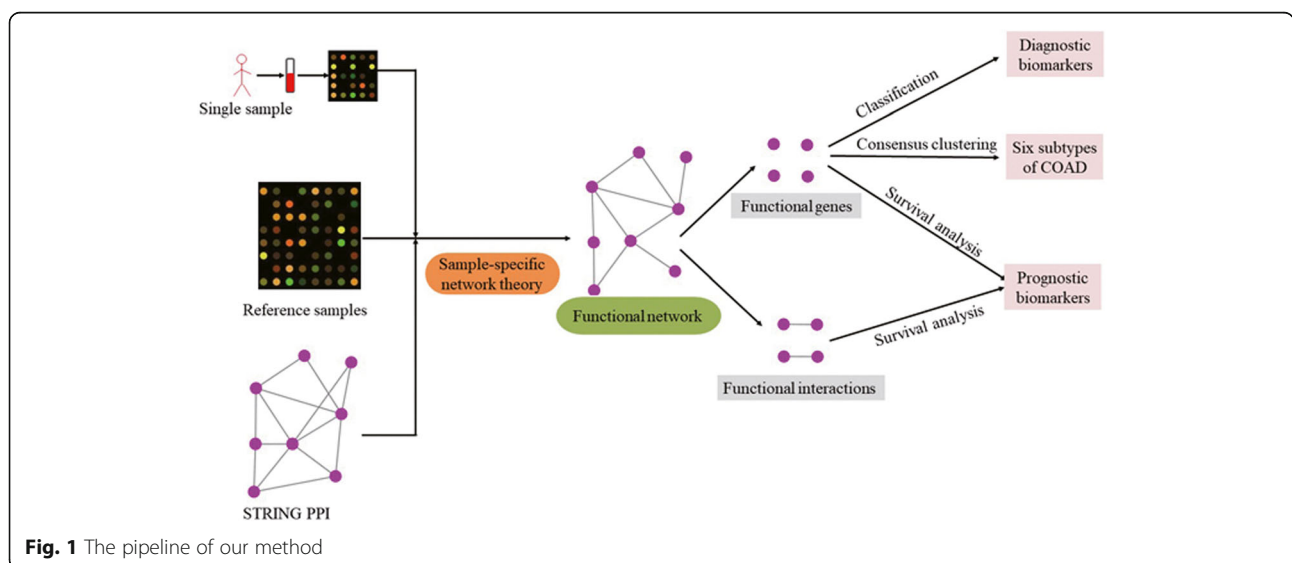 Single sample
Reference samples
STRING PPI
Sample-specific
network theory
Functional network
Functional genes
Functional interactions
Classification
Consensus clustering
Survival analysis
Survival analysis
Diagnostic
biomarkers
Six subtypes
of COAD
Prognostic
biomarkers
Fig. 1 The pipeline of our method